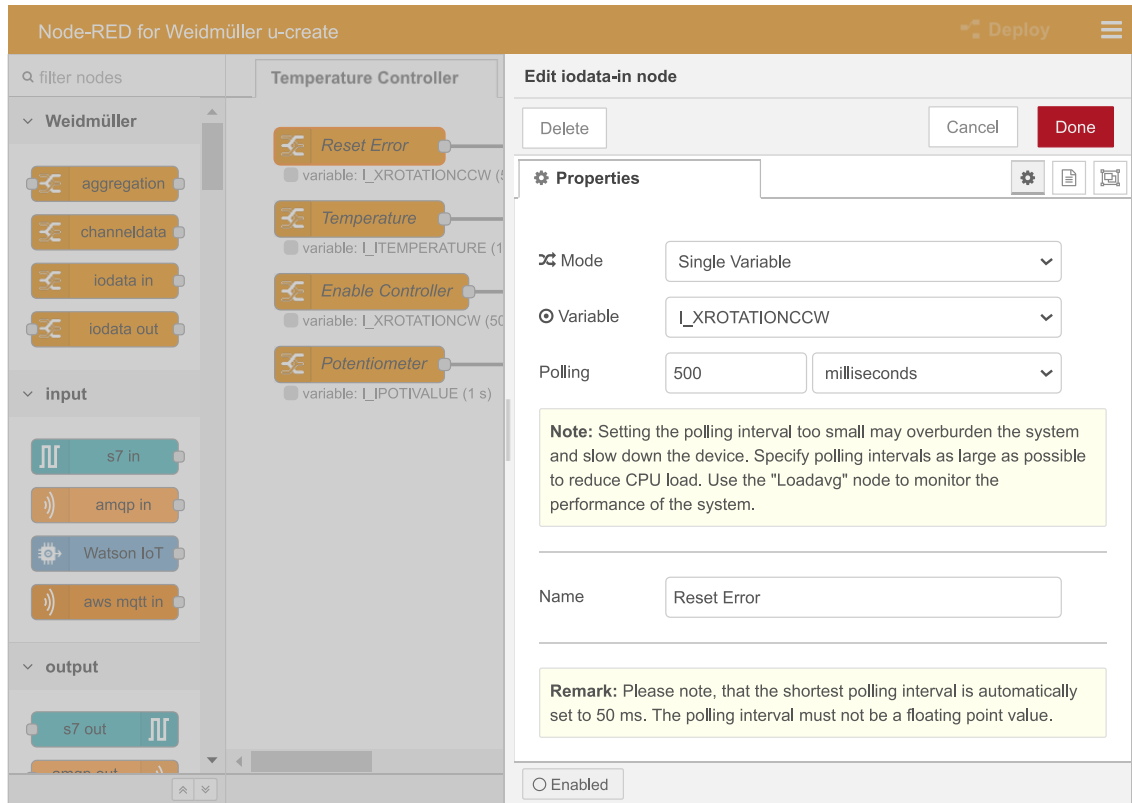 Node-RED for Weidmüller u-create
Deploy
filter nodes
Weidmüller
aggregation
channeldata
iodata in
iodata out
input
s7 in
amqp in
Watson IoT
aws mqtt in
output
s7 out
amqp out
Temperature Controller
Reset Error
variable: I_XROTATIONCCW (5
Temperature
variable: I_ITEMPERATURE (1
Enable Controller
variable: I_XROTATIONCW (50
Potentiometer
variable: I_IPOTIVALUE (1 s)
Edit iodata-in node
Delete
Cancel
Done
Properties
Mode
Single Variable
Variable
I_XROTATIONCCW
Polling
500
milliseconds
Note: Setting the polling interval too small may overburden the system
and slow down the device. Specify polling intervals as large as possible
to reduce CPU load. Use the "Loadavg" node to monitor the
performance of the system.
Name
Reset Error
Remark: Please note, that the shortest polling interval is automatically
set to 50 ms. The polling interval must not be a floating point value.
Enabled